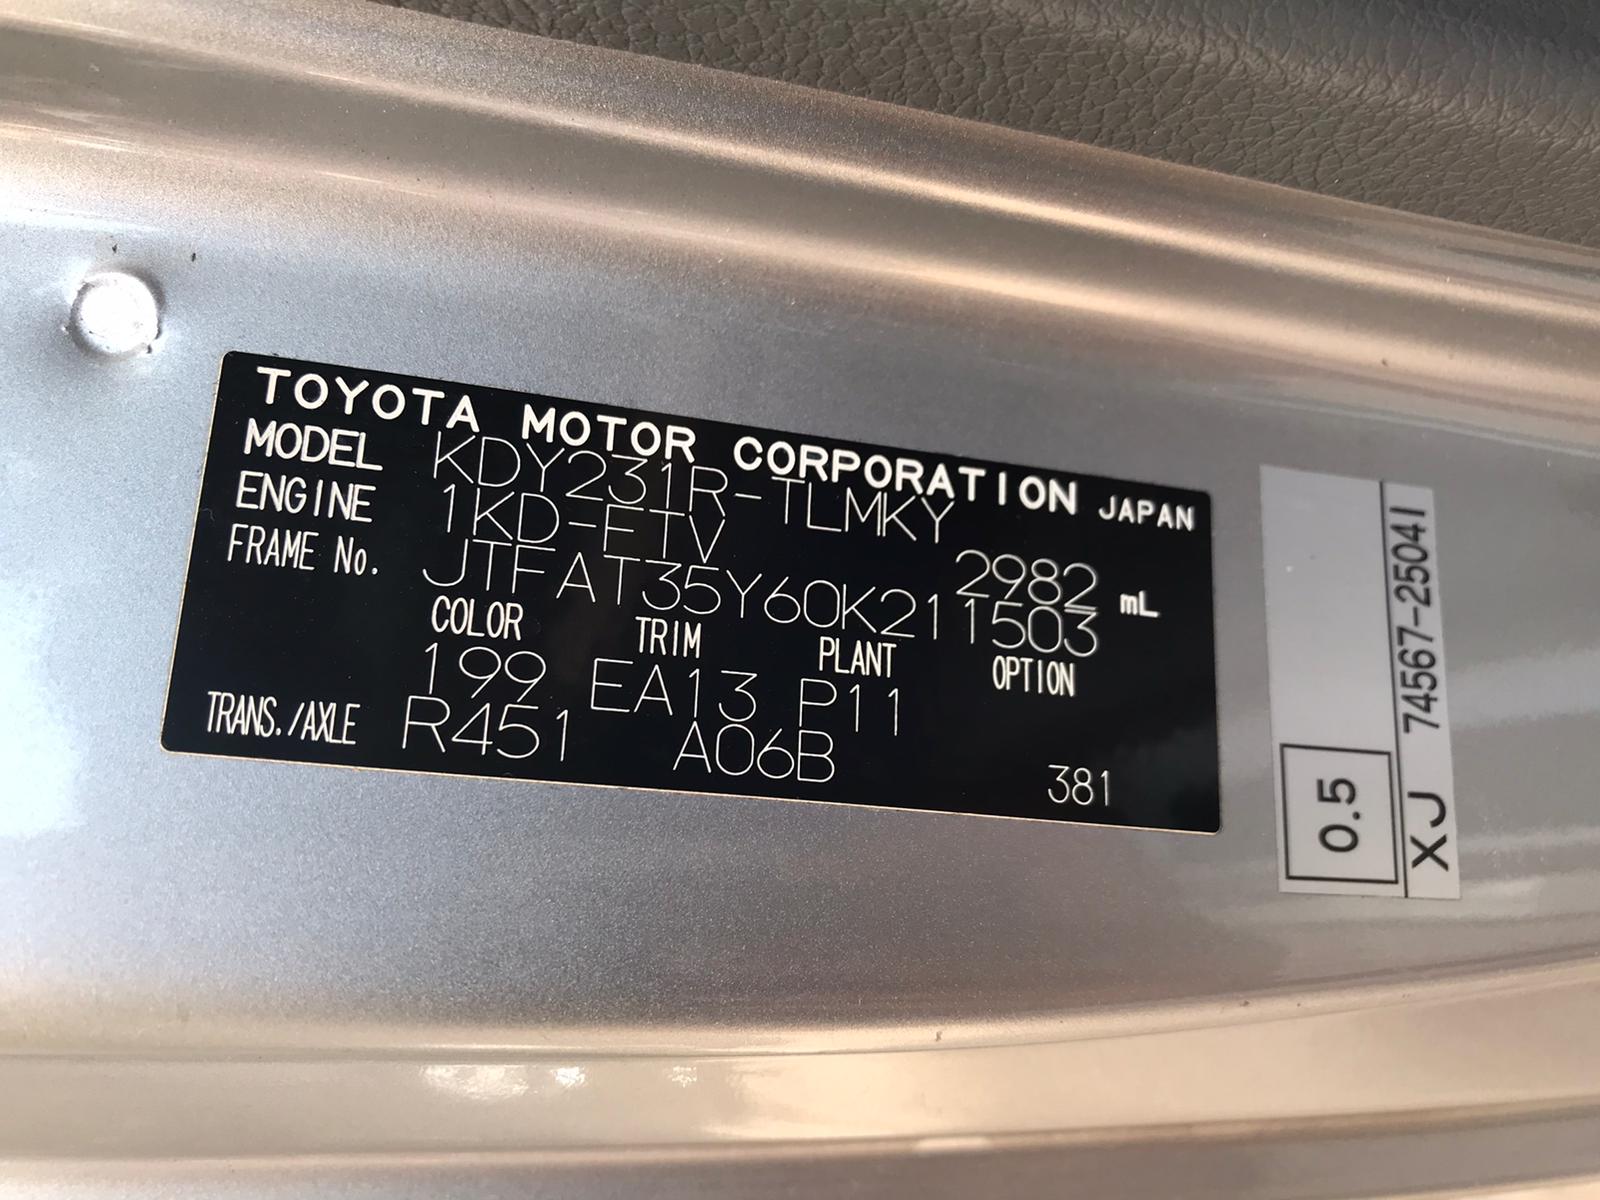 TOYOTA MOTOR CORPORATION JAPAN
MODEL KDY231R-TLMKY
ENGINE 1KD-FTV 2982 mL
FRAME No. JTFAT35Y60K211503
COLOR TRIM PLANT OPTION
199 EA13 P11
TRANS./AXLE R451 A06B
381
0.5
XJ 74567-25041